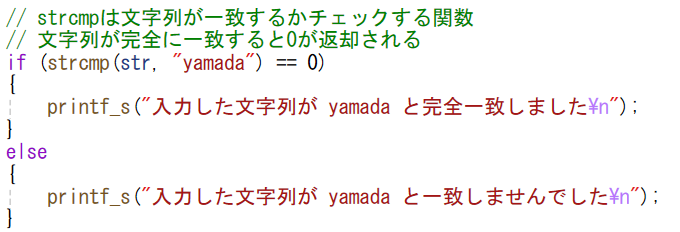 // strcmpは文字列が一致するかチェックする関数
// 文字列が完全に一致すると0が返却される
if (strcmp(str, "yamada") == 0)
{
    printf_s("入力した文字列が yamada と完全一致しました¥n");
}
else
{
    printf_s("入力した文字列が yamada と一致しませんでした¥n");
}